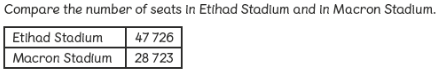 Compare the number of seats in Etihad Stadium and in Macron Stadium.
Etihad Stadium 47 726
Macron Stadium 28 723